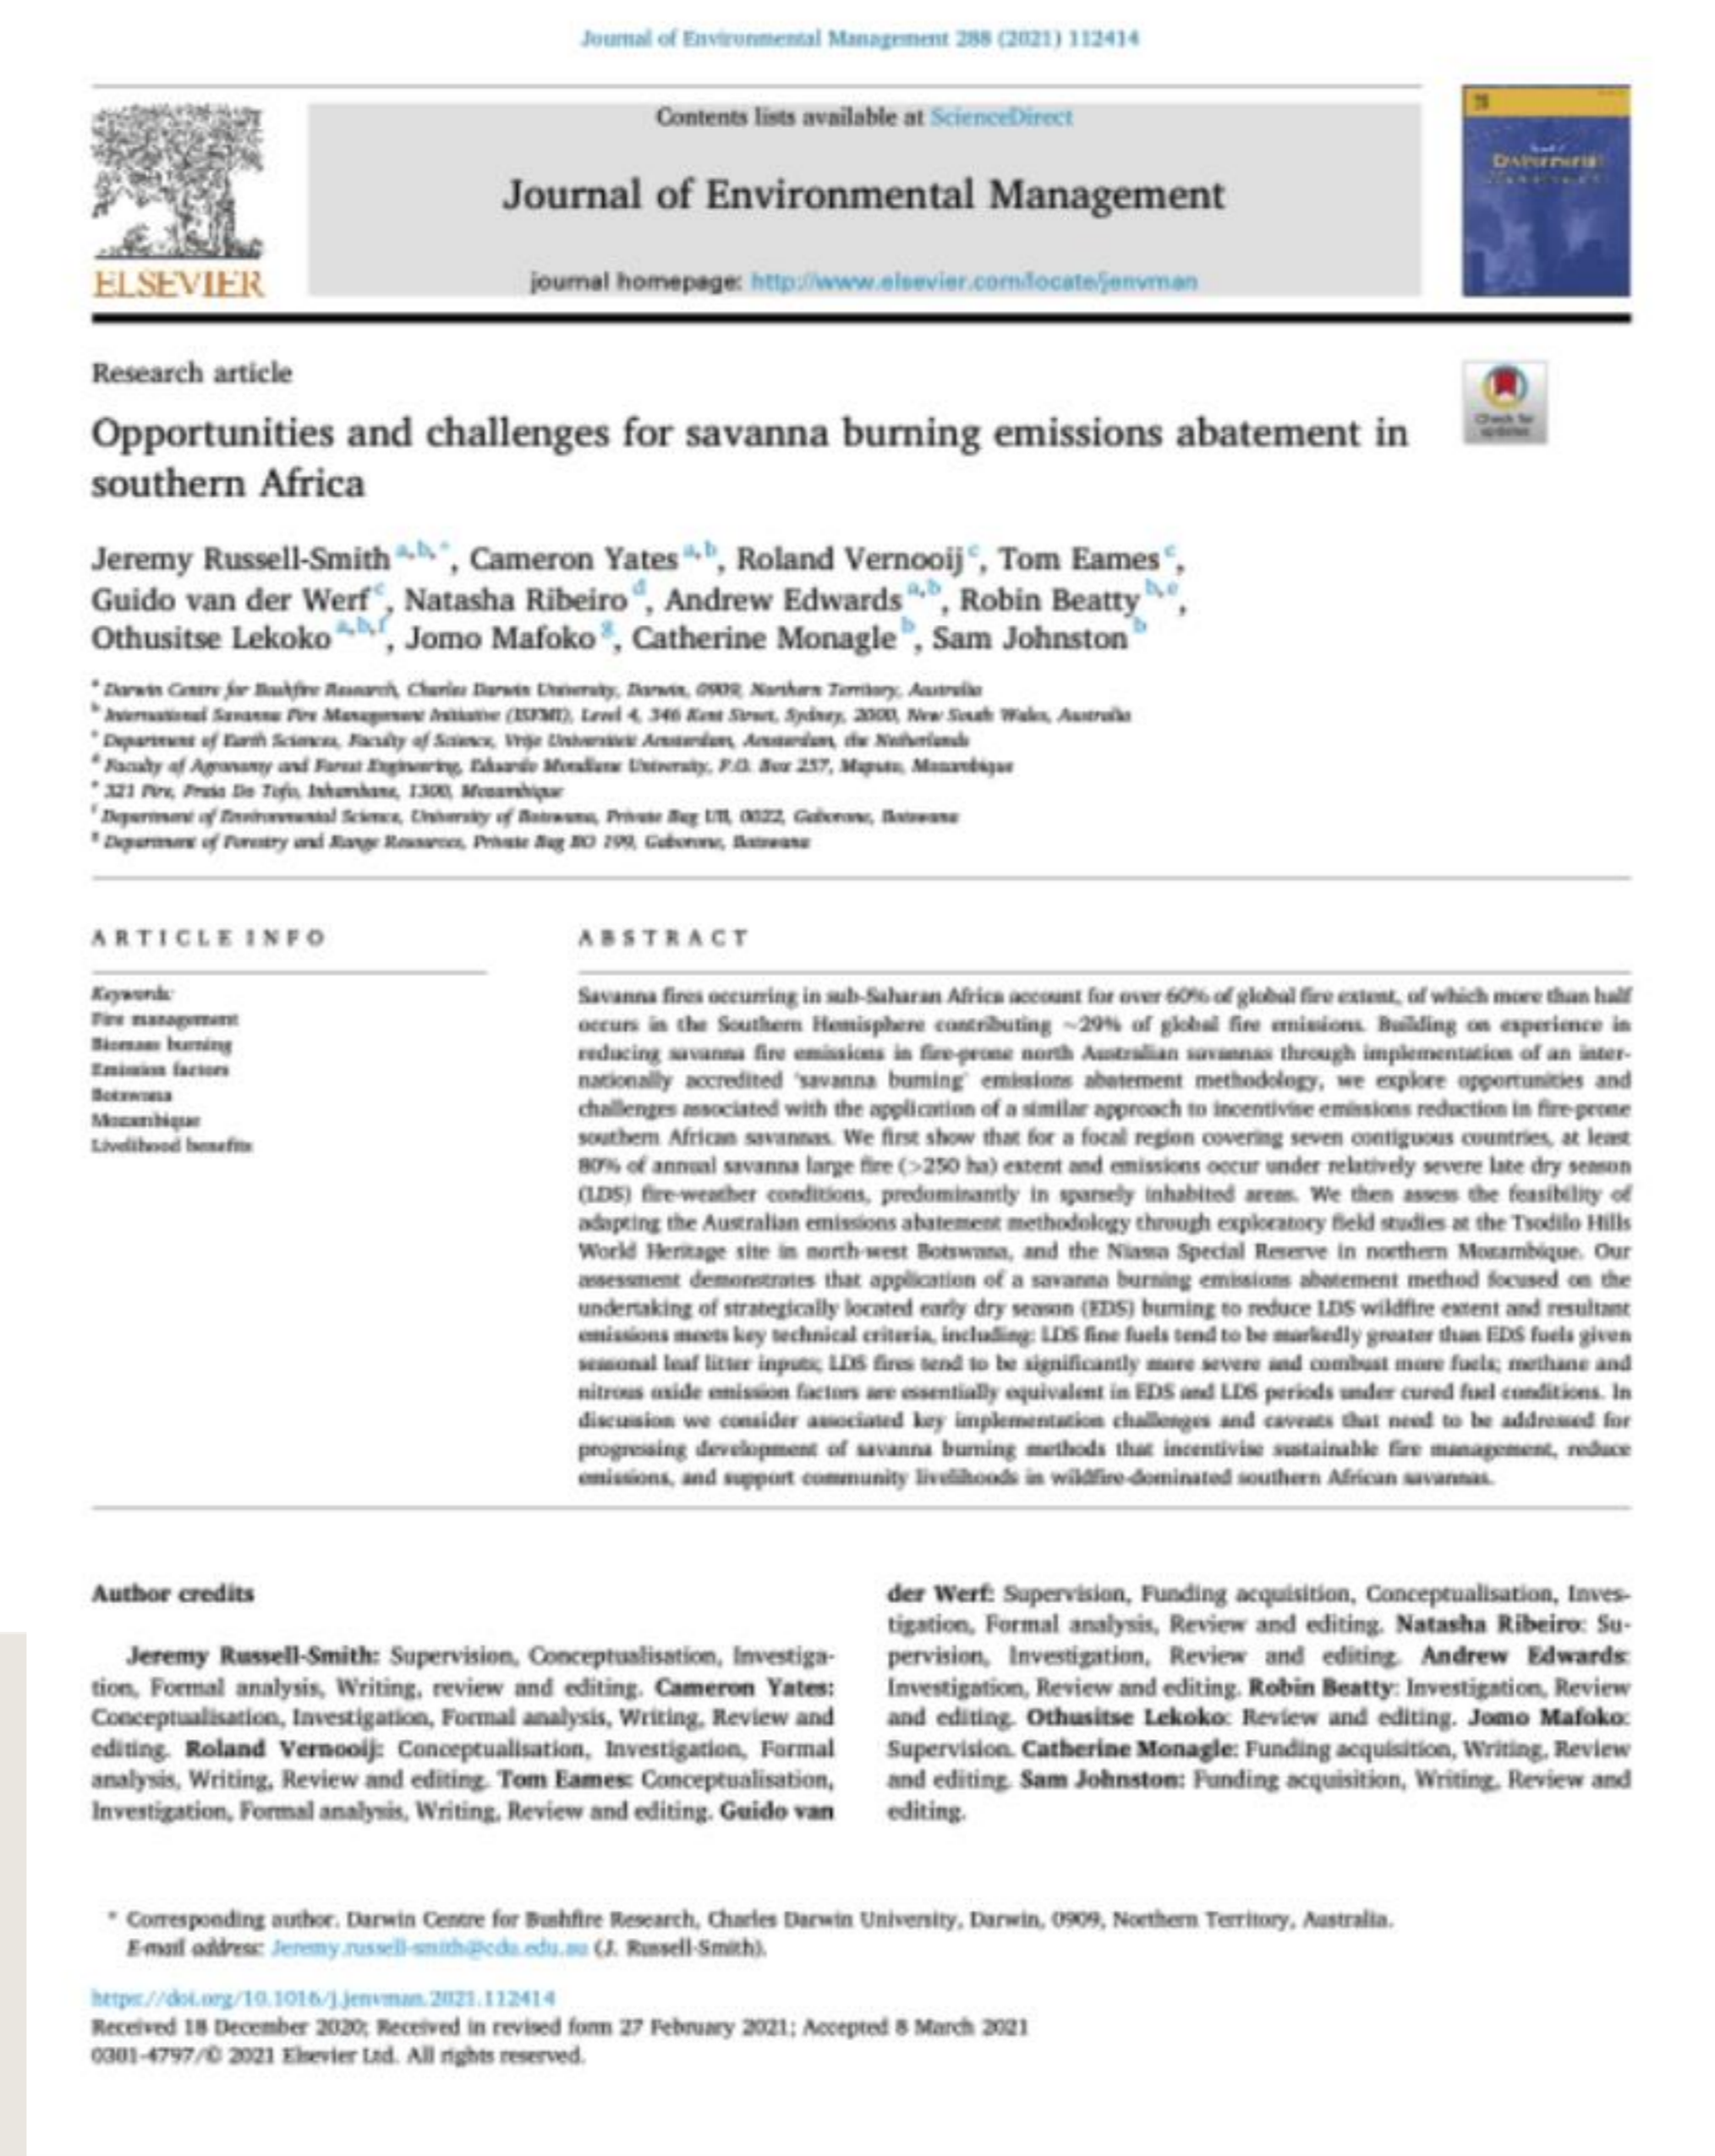 Journal of Environmental Management 288 (2021) 112414
Contents lists available at ScienceDirect
Journal of Environmental Management
journal homepage: http://www.elsevier.com/locate/jenvman
ELSEVIER
Research article
Check for
updates
Opportunities and challenges for savanna burning emissions abatement in
southern Africa
Jeremy Russell-Smith a,b,*, Cameron Yates a,b, Roland Vernooij c, Tom Eames c,
Guido van der Werf c, Natasha Ribeiro d, Andrew Edwards a,b, Robin Beatty b,e,
Othusitse Lekoko a,b,f, Jomo Mafoko g, Catherine Monagle b, Sam Johnston b
a Darwin Centre for Bushfire Research, Charles Darwin University, Darwin, 0909, Northern Territory, Australia
b International Savanna Fire Management Initiative (ISFMI), Level 4, 346 Kent Street, Sydney, 2000, New South Wales, Australia
c Department of Earth Sciences, Faculty of Science, Vrije Universiteit Amsterdam, Amsterdam, the Netherlands
d Faculty of Agronomy and Forest Engineering, Eduardo Mondlane University, P.O. Box 257, Maputo, Mozambique
e 321 Fire, Praia Do Tofo, Inhambane, 1300, Mozambique
f Department of Environmental Science, University of Botswana, Private Bag UB, 0022, Gaborone, Botswana
g Department of Forestry and Range Resources, Private Bag BO 199, Gaborone, Botswana
ARTICLE INFO
Keywords:
Fire management
Biomass burning
Emission factors
Botswana
Mozambique
Livelihood benefits
ABSTRACT
Savanna fires occurring in sub-Saharan Africa account for over 60% of global fire extent, of which more than half
occurs in the Southern Hemisphere contributing ~29% of global fire emissions. Building on experience in
reducing savanna fire emissions in fire-prone north Australian savannas through implementation of an inter-
nationally accredited 'savanna burning' emissions abatement methodology, we explore opportunities and
challenges associated with the application of a similar approach to incentivise emissions reduction in fire-prone
southern African savannas. We first show that for a focal region covering seven contiguous countries, at least
80% of annual savanna large fire (>250 ha) extent and emissions occur under relatively severe late dry season
(LDS) fire-weather conditions, predominantly in sparsely inhabited areas. We then assess the feasibility of
adapting the Australian emissions abatement methodology through exploratory field studies at the Tsodilo Hills
World Heritage site in north-west Botswana, and the Niassa Special Reserve in northern Mozambique. Our
assessment demonstrates that application of a savanna burning emissions abatement method focused on the
undertaking of strategically located early dry season (EDS) burning to reduce LDS wildfire extent and resultant
emissions meets key technical criteria, including: LDS fine fuels tend to be markedly greater than EDS fuels given
seasonal leaf litter inputs; LDS fires tend to be significantly more severe and combust more fuels; methane and
nitrous oxide emission factors are essentially equivalent in EDS and LDS periods under cured fuel conditions. In
discussion we consider associated key implementation challenges and caveats that need to be addressed for
progressing development of savanna burning methods that incentivise sustainable fire management, reduce
emissions, and support community livelihoods in wildfire-dominated southern African savannas.
Author credits
Jeremy Russell-Smith: Supervision, Conceptualisation, Investiga-
tion, Formal analysis, Writing, review and editing. Cameron Yates:
Conceptualisation, Investigation, Formal analysis, Writing, Review and
editing. Roland Vernooij: Conceptualisation, Investigation, Formal
analysis, Writing, Review and editing. Tom Eames: Conceptualisation,
Investigation, Formal analysis, Writing, Review and editing. Guido van
der Werf: Supervision, Funding acquisition, Conceptualisation, Inves-
tigation, Formal analysis, Review and editing. Natasha Ribeiro: Su-
pervision, Investigation, Review and editing. Andrew Edwards:
Investigation, Review and editing. Robin Beatty: Investigation, Review
and editing. Othusitse Lekoko: Review and editing. Jomo Mafoko:
Supervision. Catherine Monagle: Funding acquisition, Writing, Review
and editing. Sam Johnston: Funding acquisition, Writing, Review and
editing.
* Corresponding author. Darwin Centre for Bushfire Research, Charles Darwin University, Darwin, 0909, Northern Territory, Australia.
E-mail address: Jeremy.russell-smith@cdu.edu.au (J. Russell-Smith).
https://doi.org/10.1016/j.jenvman.2021.112414
Received 18 December 2020; Received in revised form 27 February 2021; Accepted 8 March 2021
0301-4797/© 2021 Elsevier Ltd. All rights reserved.